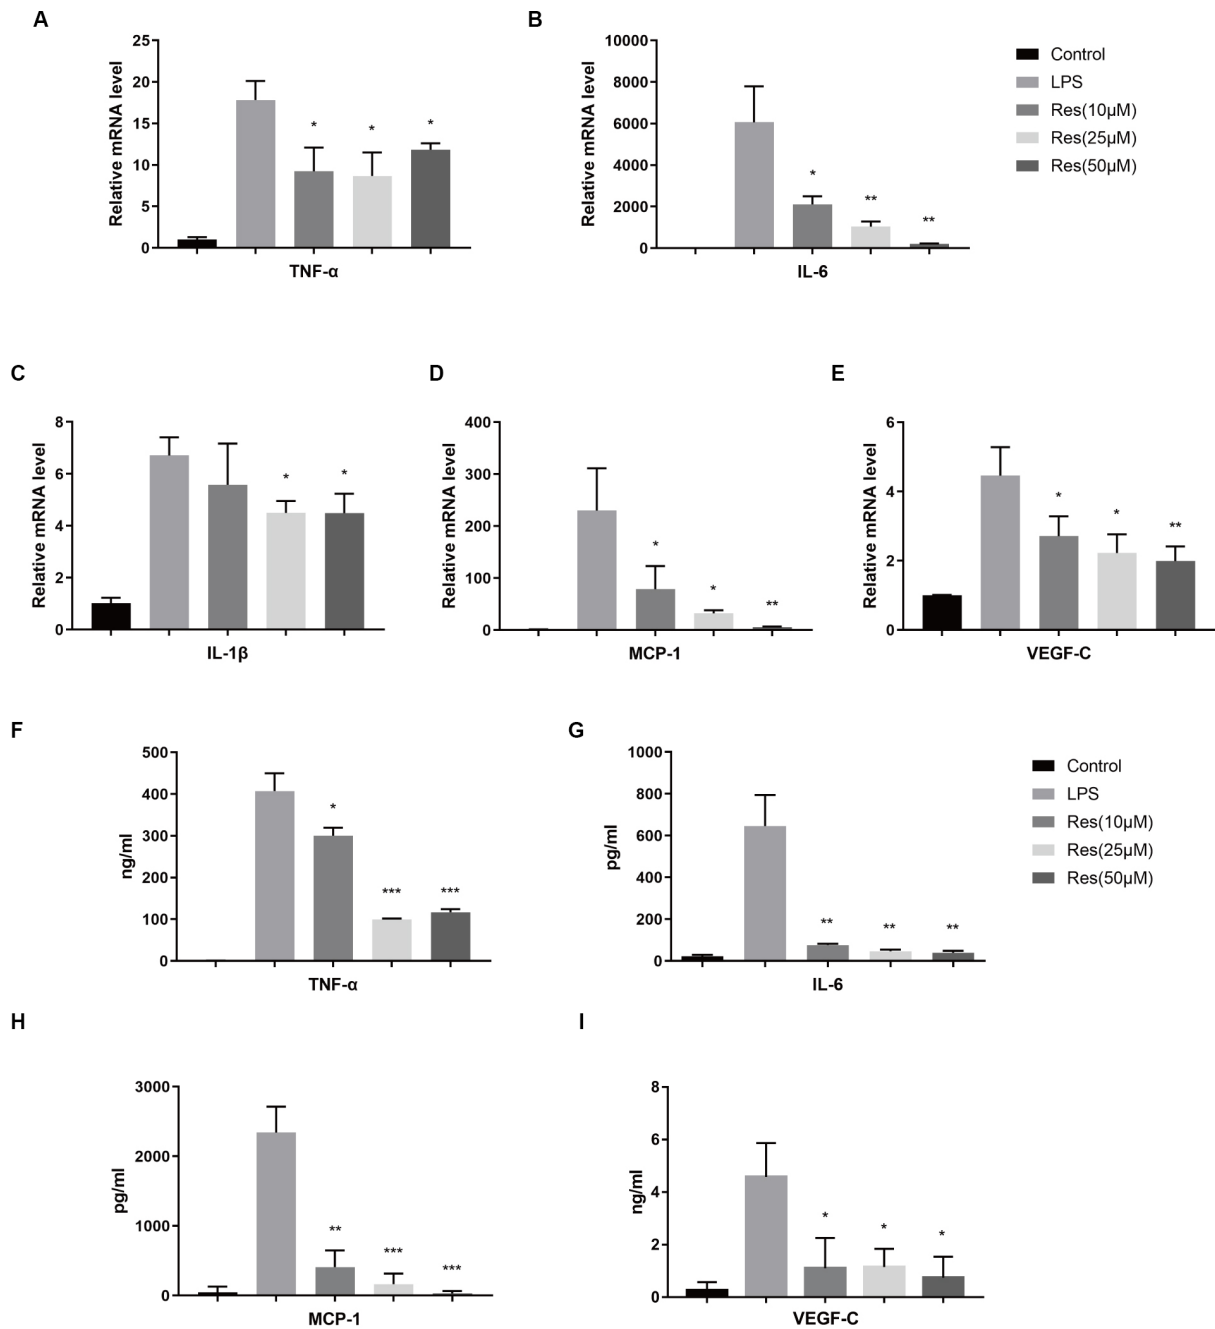 A
B
25
20
15
10
5
0
Relative mRNA level
*
*
*
TNF-α
10000
8000
6000
4000
2000
0
Relative mRNA level
*
**
**
IL-6
Control
LPS
Res(10μM)
Res(25μM)
Res(50μM)
C
D
E
8
6
4
2
0
Relative mRNA level
*
*
IL-1β
400
300
200
100
0
Relative mRNA level
*
*
**
MCP-1
6
4
2
0
Relative mRNA level
*
*
**
VEGF-C
F
G
500
400
300
200
100
0
ng/ml
*
***
***
TNF-α
1000
800
600
400
200
0
pg/ml
**
**
**
IL-6
Control
LPS
Res(10μM)
Res(25μM)
Res(50μM)
H
I
3000
2000
1000
0
pg/ml
**
***
***
MCP-1
8
6
4
2
0
ng/ml
*
*
*
VEGF-C